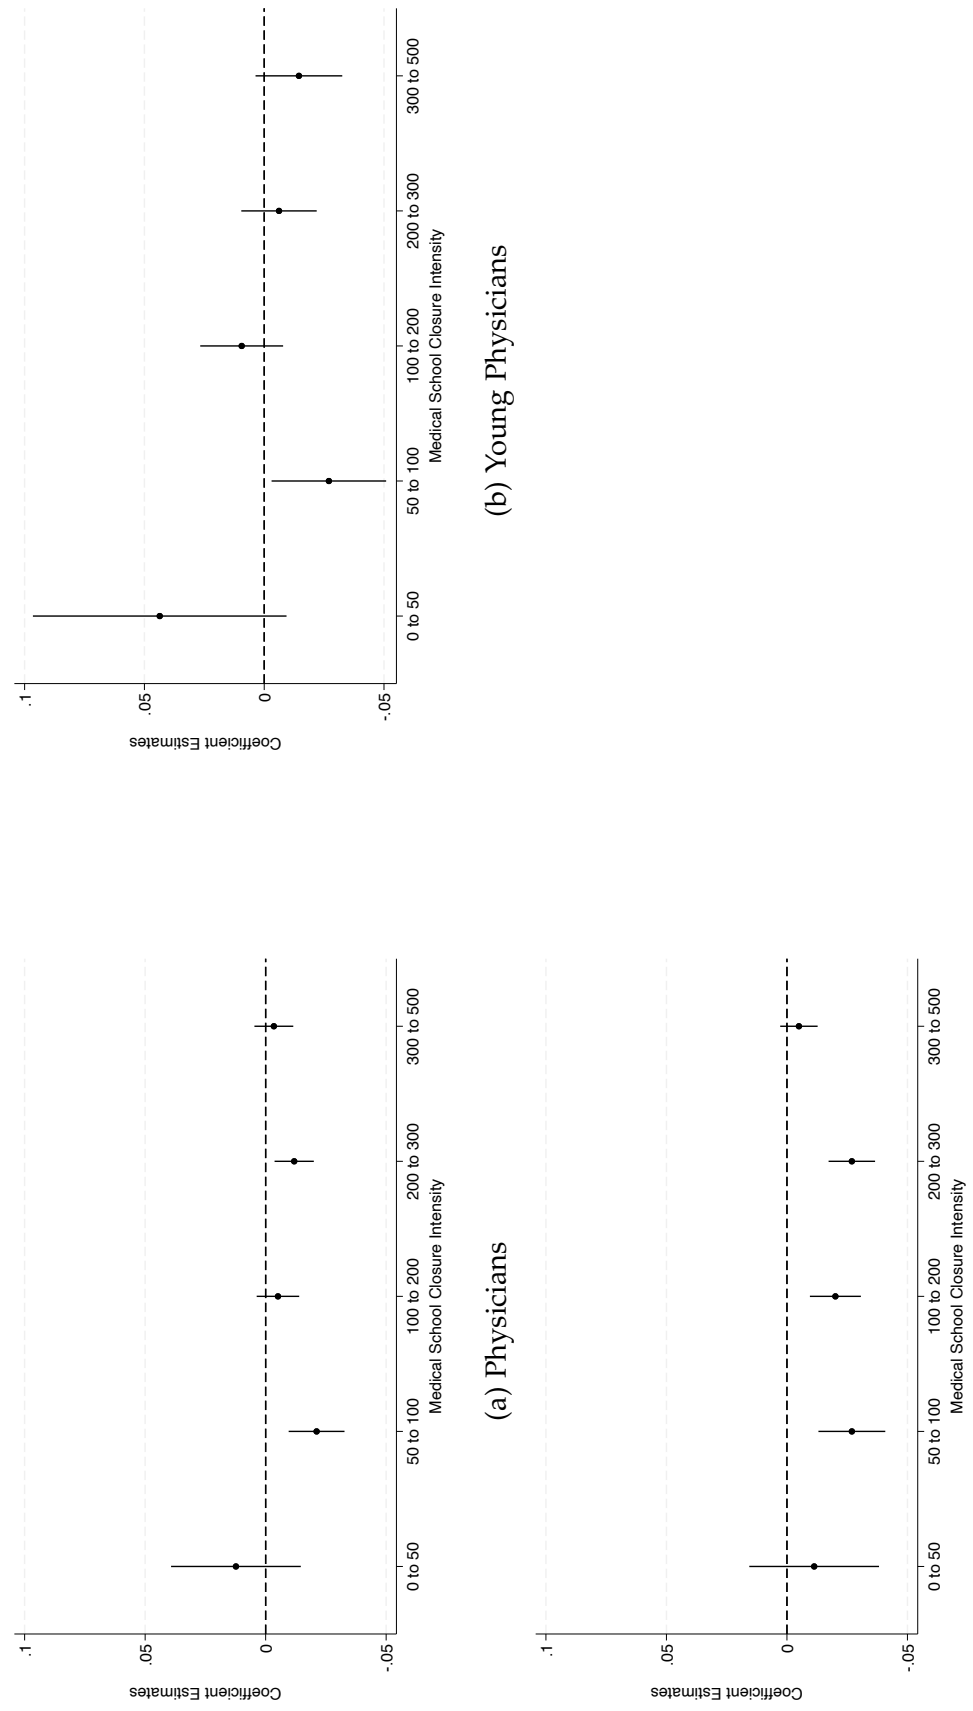 Coefficient Estimates
.1
.05
0
-.05
0 to 50
50 to 100
100 to 200
200 to 300
300 to 500
Medical School Closure Intensity
(a) Physicians
Coefficient Estimates
.1
.05
0
-.05
0 to 50
50 to 100
100 to 200
200 to 300
300 to 500
Medical School Closure Intensity
(b) Young Physicians
Coefficient Estimates
.1
.05
0
-.05
0 to 50
50 to 100
100 to 200
200 to 300
300 to 500
Medical School Closure Intensity